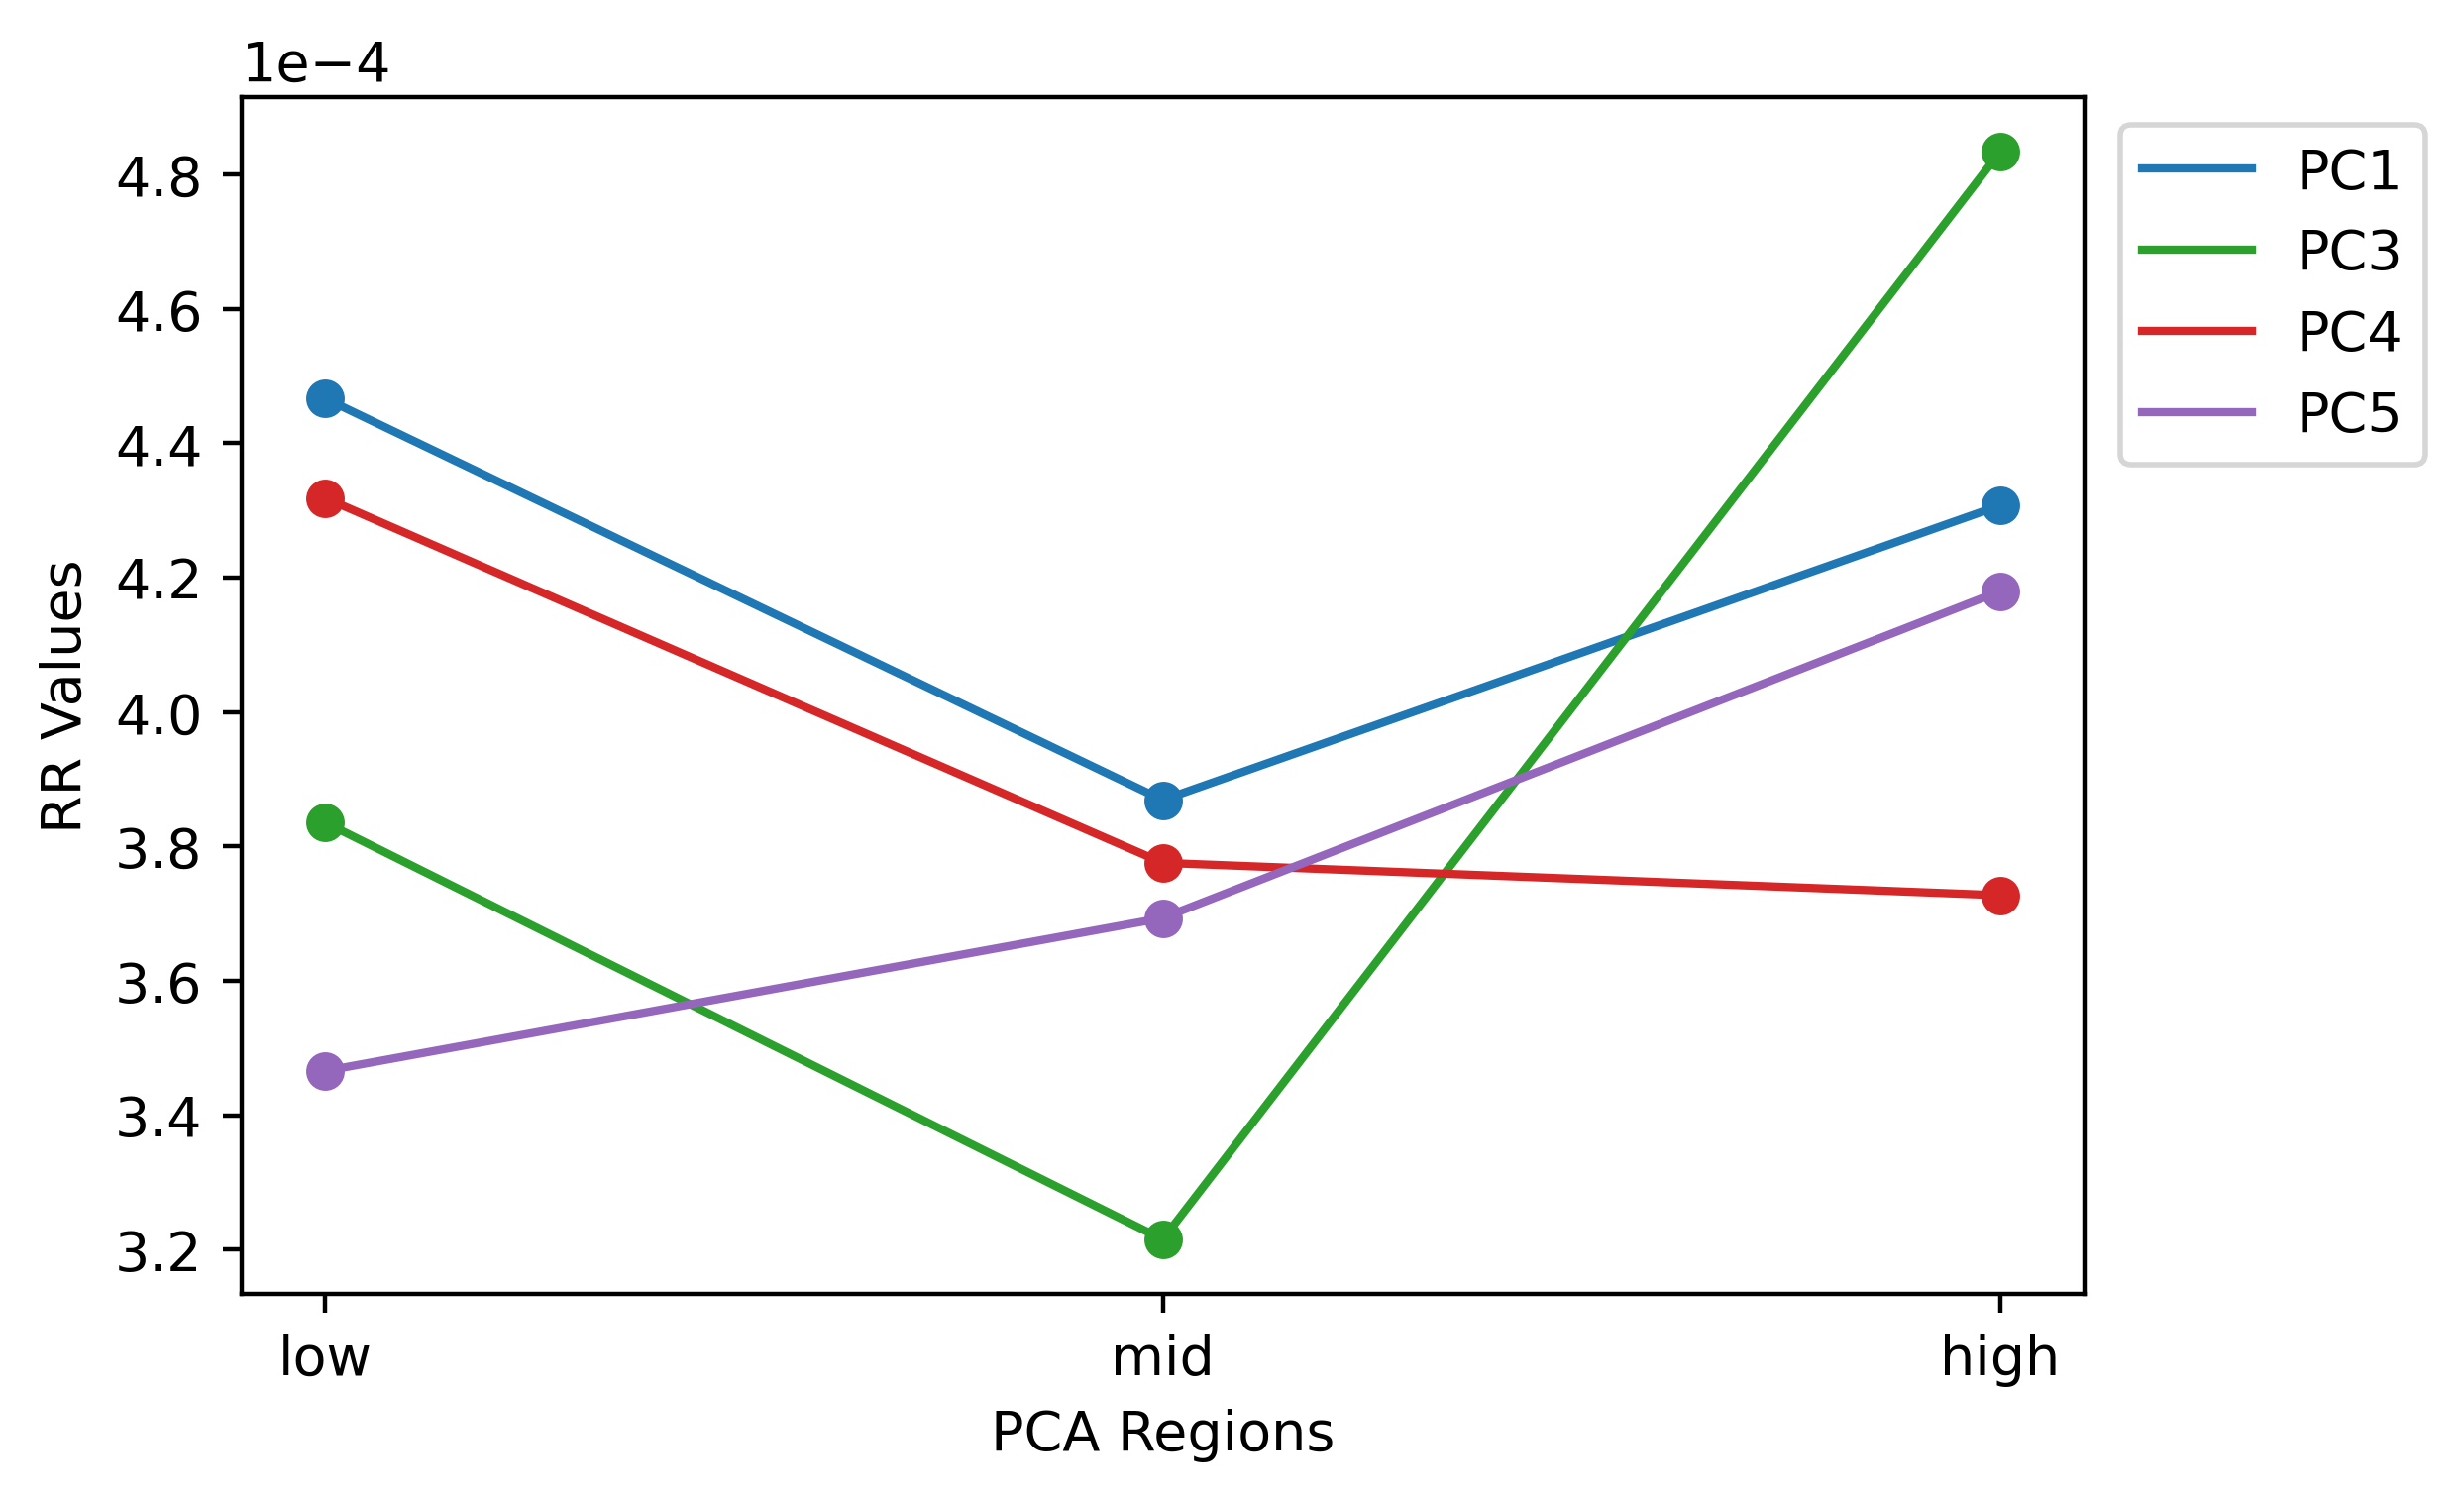 1e−4
4.8
4.6
4.4
4.2
4.0
3.8
3.6
3.4
3.2
RR Values
low
mid
high
PCA Regions
PC1
PC3
PC4
PC5